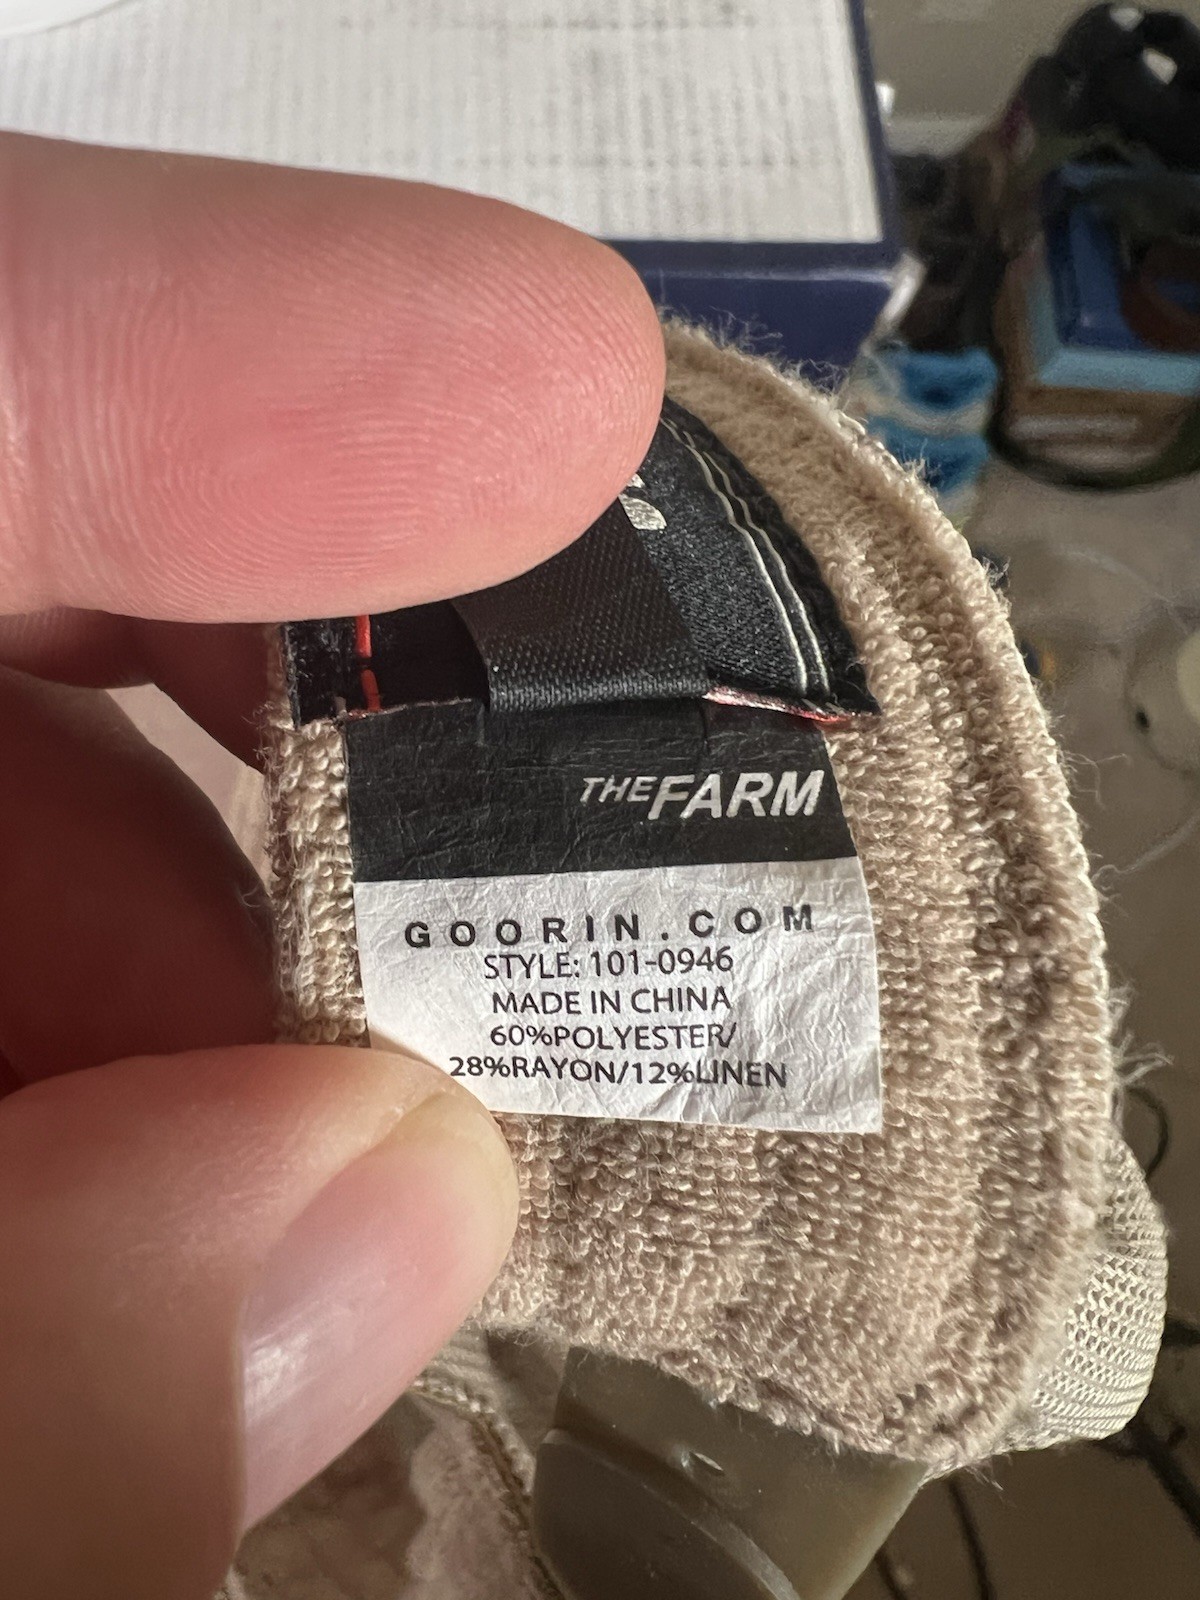 THE FARM
GOORIN.COM
STYLE: 101-0946
MADE IN CHINA
60%POLYESTER/
28%RAYON/12%LINEN